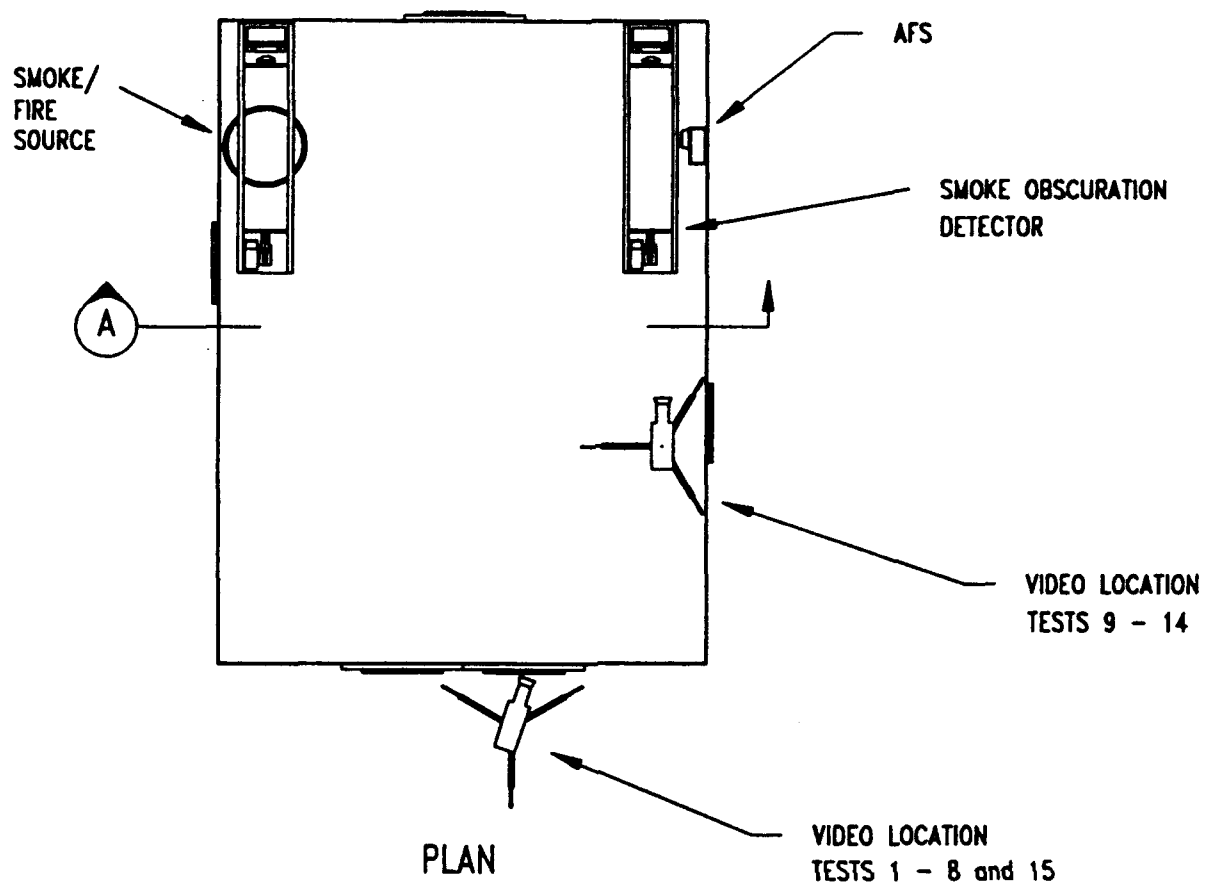 AFS
SMOKE/
FIRE
SOURCE
SMOKE OBSCURATION
DETECTOR
A
VIDEO LOCATION
TESTS 9 - 14
PLAN
VIDEO LOCATION
TESTS 1 - 8 and 15